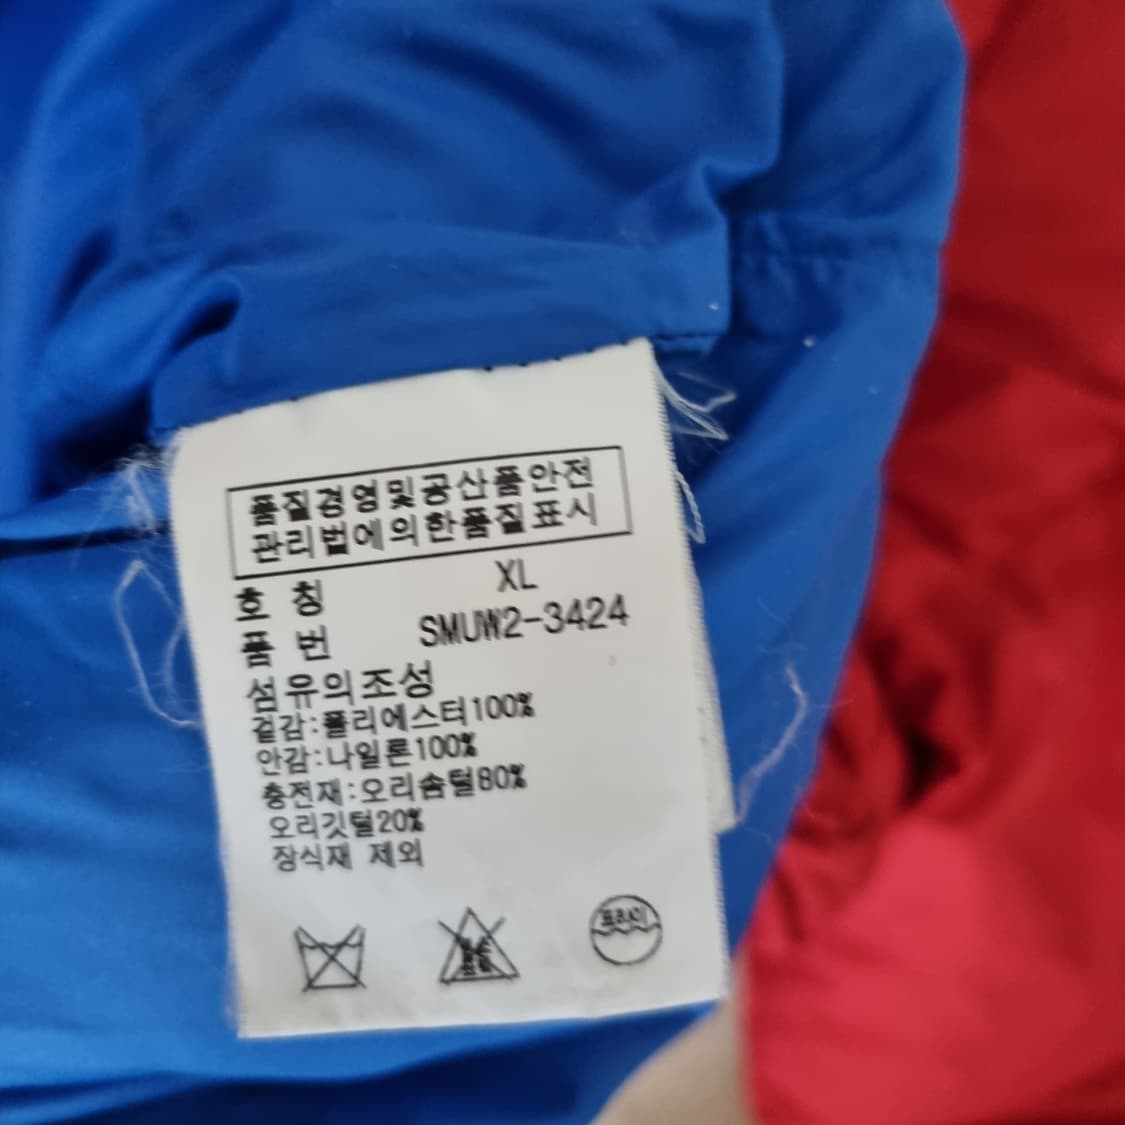 품질경영및공산품안전
관리법에의한품질표시
호 칭 XL
품 번 SMUW2-3424
섬유의조성
겉감:폴리에스터100%
안감:나일론100%
충전재:오리솜털80%
오리깃털20%
장식재 제외
드라이